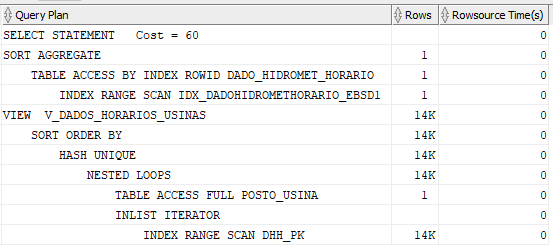 Query Plan Rows Rowsource Time(s)
SELECT STATEMENT Cost = 60 0
SORT AGGREGATE 1 0
TABLE ACCESS BY INDEX ROWID DADO_HIDROMET_HORARIO 1 0
INDEX RANGE SCAN IDX_DADOHIDROMETHORARIO_EBSD1 1 0
VIEW V_DADOS_HORARIOS_USINAS 14K 0
SORT ORDER BY 14K 0
HASH UNIQUE 14K 0
NESTED LOOPS 14K 0
TABLE ACCESS FULL POSTO_USINA 1 0
INLIST ITERATOR 0
INDEX RANGE SCAN DHH_PK 14K 0